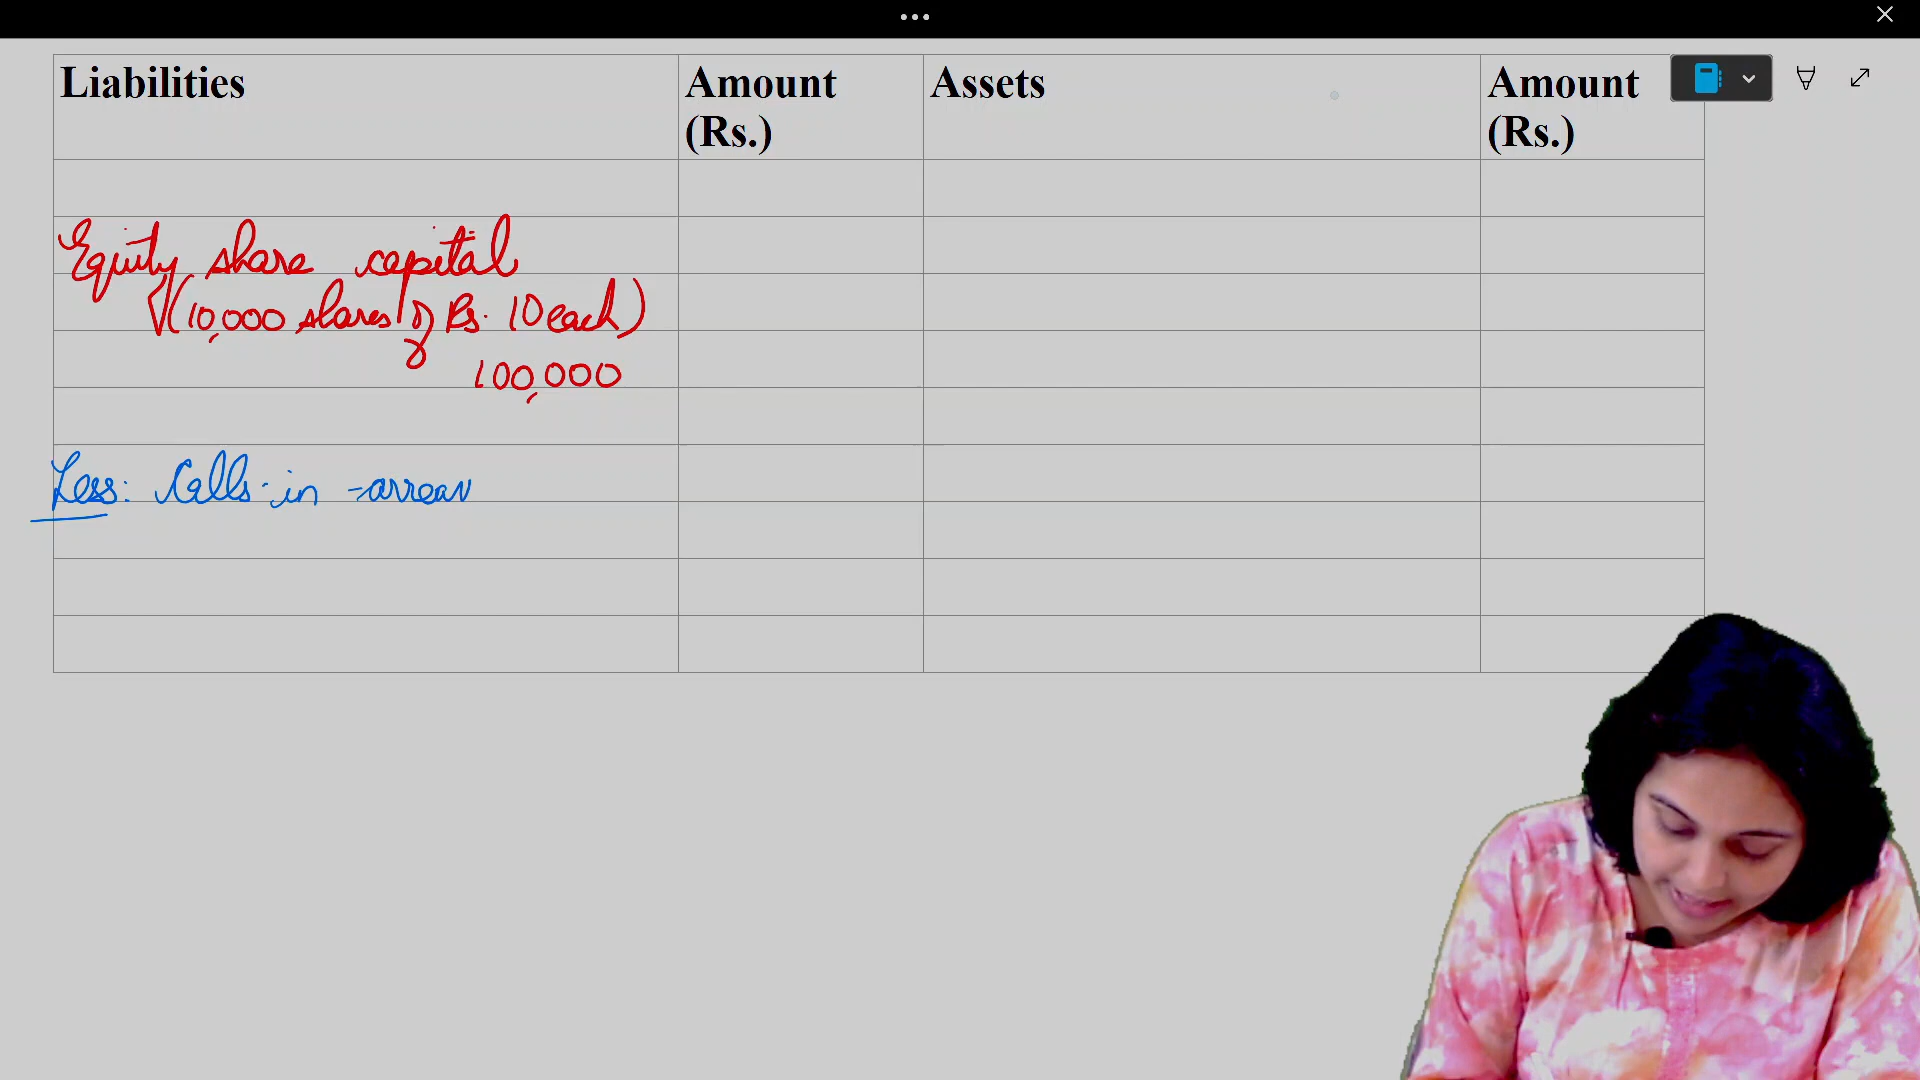 Liabilities Amount (Rs.) Assets Amount (Rs.)
Equity share capital
(10,000 shares of Rs. 10 each)
100,000
Less: Calls-in-arrear